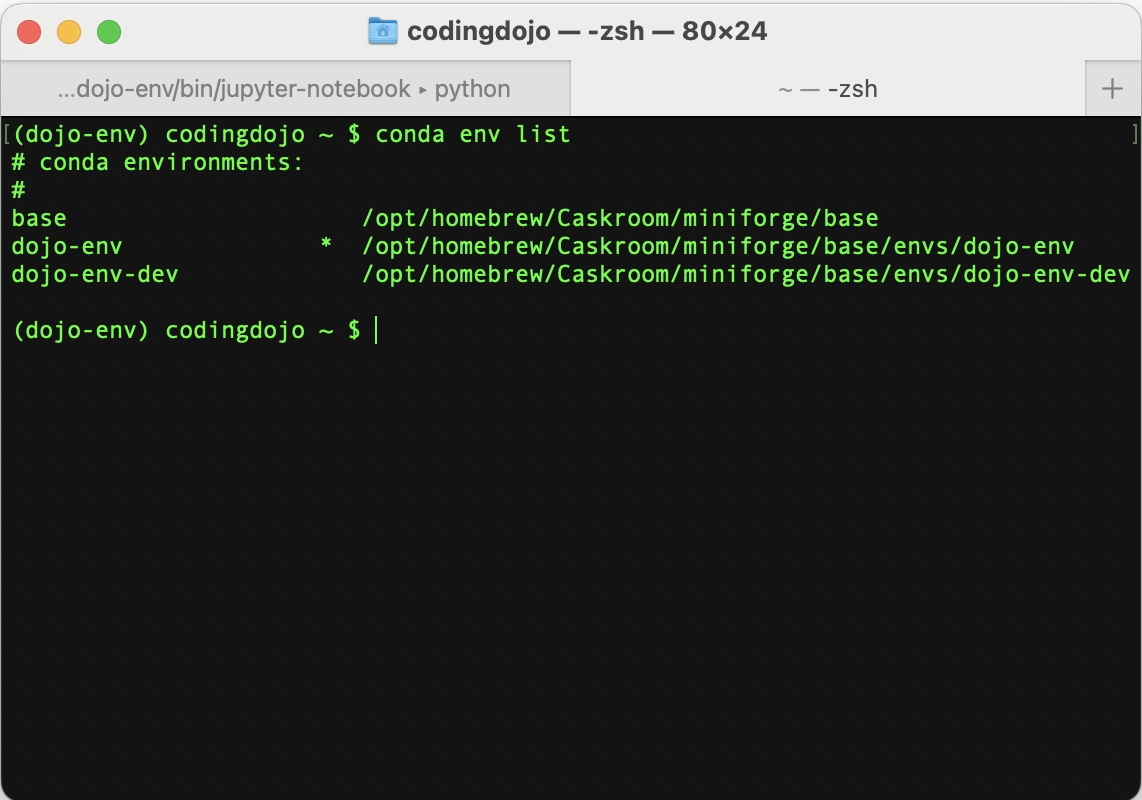 codingdojo — -zsh — 80×24
...dojo-env/bin/jupyter-notebook ▸ python
~ — -zsh
+
[(dojo-env) codingdojo ~ $ conda env list ]
# conda environments:
#
base                     /opt/homebrew/Caskroom/miniforge/base
dojo-env              *  /opt/homebrew/Caskroom/miniforge/base/envs/dojo-env
dojo-env-dev             /opt/homebrew/Caskroom/miniforge/base/envs/dojo-env-dev
(dojo-env) codingdojo ~ $